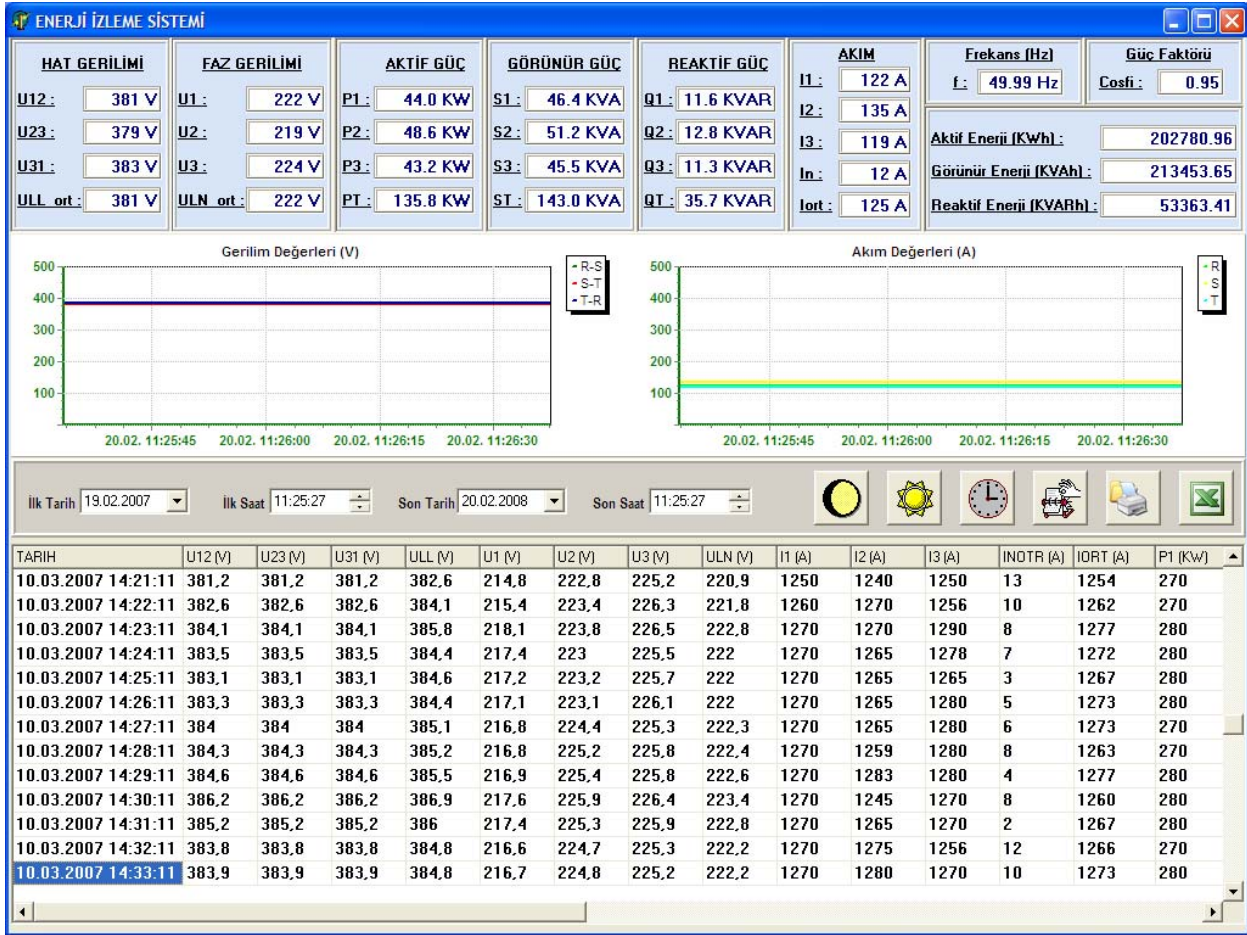 ENERJİ İZLEME SİSTEMİ
HAT GERİLİMİ FAZ GERİLİMİ AKTİF GÜÇ GÖRÜNÜR GÜÇ REAKTİF GÜÇ AKIM Frekans (Hz) Güç Faktörü
U12 : 381 V U1 : 222 V P1 : 44.0 KW S1 : 46.4 KVA Q1 : 11.6 KVAR I1 : 122 A f : 49.99 Hz Cosfi : 0.95
U23 : 379 V U2 : 219 V P2 : 48.6 KW S2 : 51.2 KVA Q2 : 12.8 KVAR I2 : 135 A
I3 : 119 A Aktif Enerji (KWh) : 202780.96
U31 : 383 V U3 : 224 V P3 : 43.2 KW S3 : 45.5 KVA Q3 : 11.3 KVAR In : 12 A Görünür Enerji (KVAh) : 213453.65
ULL ort : 381 V ULN ort : 222 V PT : 135.8 KW ST : 143.0 KVA QT : 35.7 KVAR Iort : 125 A Reaktif Enerji (KVARh) : 53363.41
Gerilim Değerleri (V)
500
400
300
200
100
20.02. 11:25:45 20.02. 11:26:00 20.02. 11:26:15 20.02. 11:26:30
R-S
S-T
T-R
Akım Değerleri (A)
500
400
300
200
100
20.02. 11:25:45 20.02. 11:26:00 20.02. 11:26:15 20.02. 11:26:30
R
S
T
İlk Tarih 19.02.2007 İlk Saat 11:25:27 Son Tarih 20.02.2008 Son Saat 11:25:27
TARIH U12 (V) U23 (V) U31 (V) ULL (V) U1 (V) U2 (V) U3 (V) ULN (V) I1 (A) I2 (A) I3 (A) INOTR (A) IORT (A) P1 (KW)
10.03.2007 14:21:11 381,2 381,2 381,2 382,6 214,8 222,8 225,2 220,9 1250 1240 1250 13 1254 270
10.03.2007 14:22:11 382,6 382,6 382,6 384,1 215,4 223,4 226,3 221,8 1260 1270 1256 10 1262 270
10.03.2007 14:23:11 384,1 384,1 384,1 385,8 218,1 223,8 226,5 222,8 1270 1270 1290 8 1277 280
10.03.2007 14:24:11 383,5 383,5 383,5 384,4 217,4 223 225,5 222 1270 1265 1278 7 1272 280
10.03.2007 14:25:11 383,1 383,1 383,1 384,6 217,2 223,2 225,7 222 1270 1265 1265 3 1267 280
10.03.2007 14:26:11 383,3 383,3 383,3 384,4 217,1 223,1 226,1 222 1270 1265 1280 5 1273 280
10.03.2007 14:27:11 384 384 384 385,1 216,8 224,4 225,3 222,3 1270 1265 1280 6 1273 270
10.03.2007 14:28:11 384,3 384,3 384,3 385,2 216,8 225,2 225,8 222,4 1270 1259 1280 8 1263 270
10.03.2007 14:29:11 384,6 384,6 384,6 385,5 216,9 225,4 225,8 222,6 1270 1283 1280 4 1277 280
10.03.2007 14:30:11 386,2 386,2 386,2 386,9 217,6 225,9 226,4 223,4 1270 1245 1270 8 1260 280
10.03.2007 14:31:11 385,2 385,2 385,2 386 217,4 225,3 225,9 222,8 1270 1265 1270 2 1267 280
10.03.2007 14:32:11 383,8 383,8 383,8 384,8 216,6 224,7 225,3 222,2 1270 1275 1256 12 1266 270
10.03.2007 14:33:11 383,9 383,9 383,9 384,8 216,7 224,8 225,2 222,2 1270 1280 1270 10 1273 280